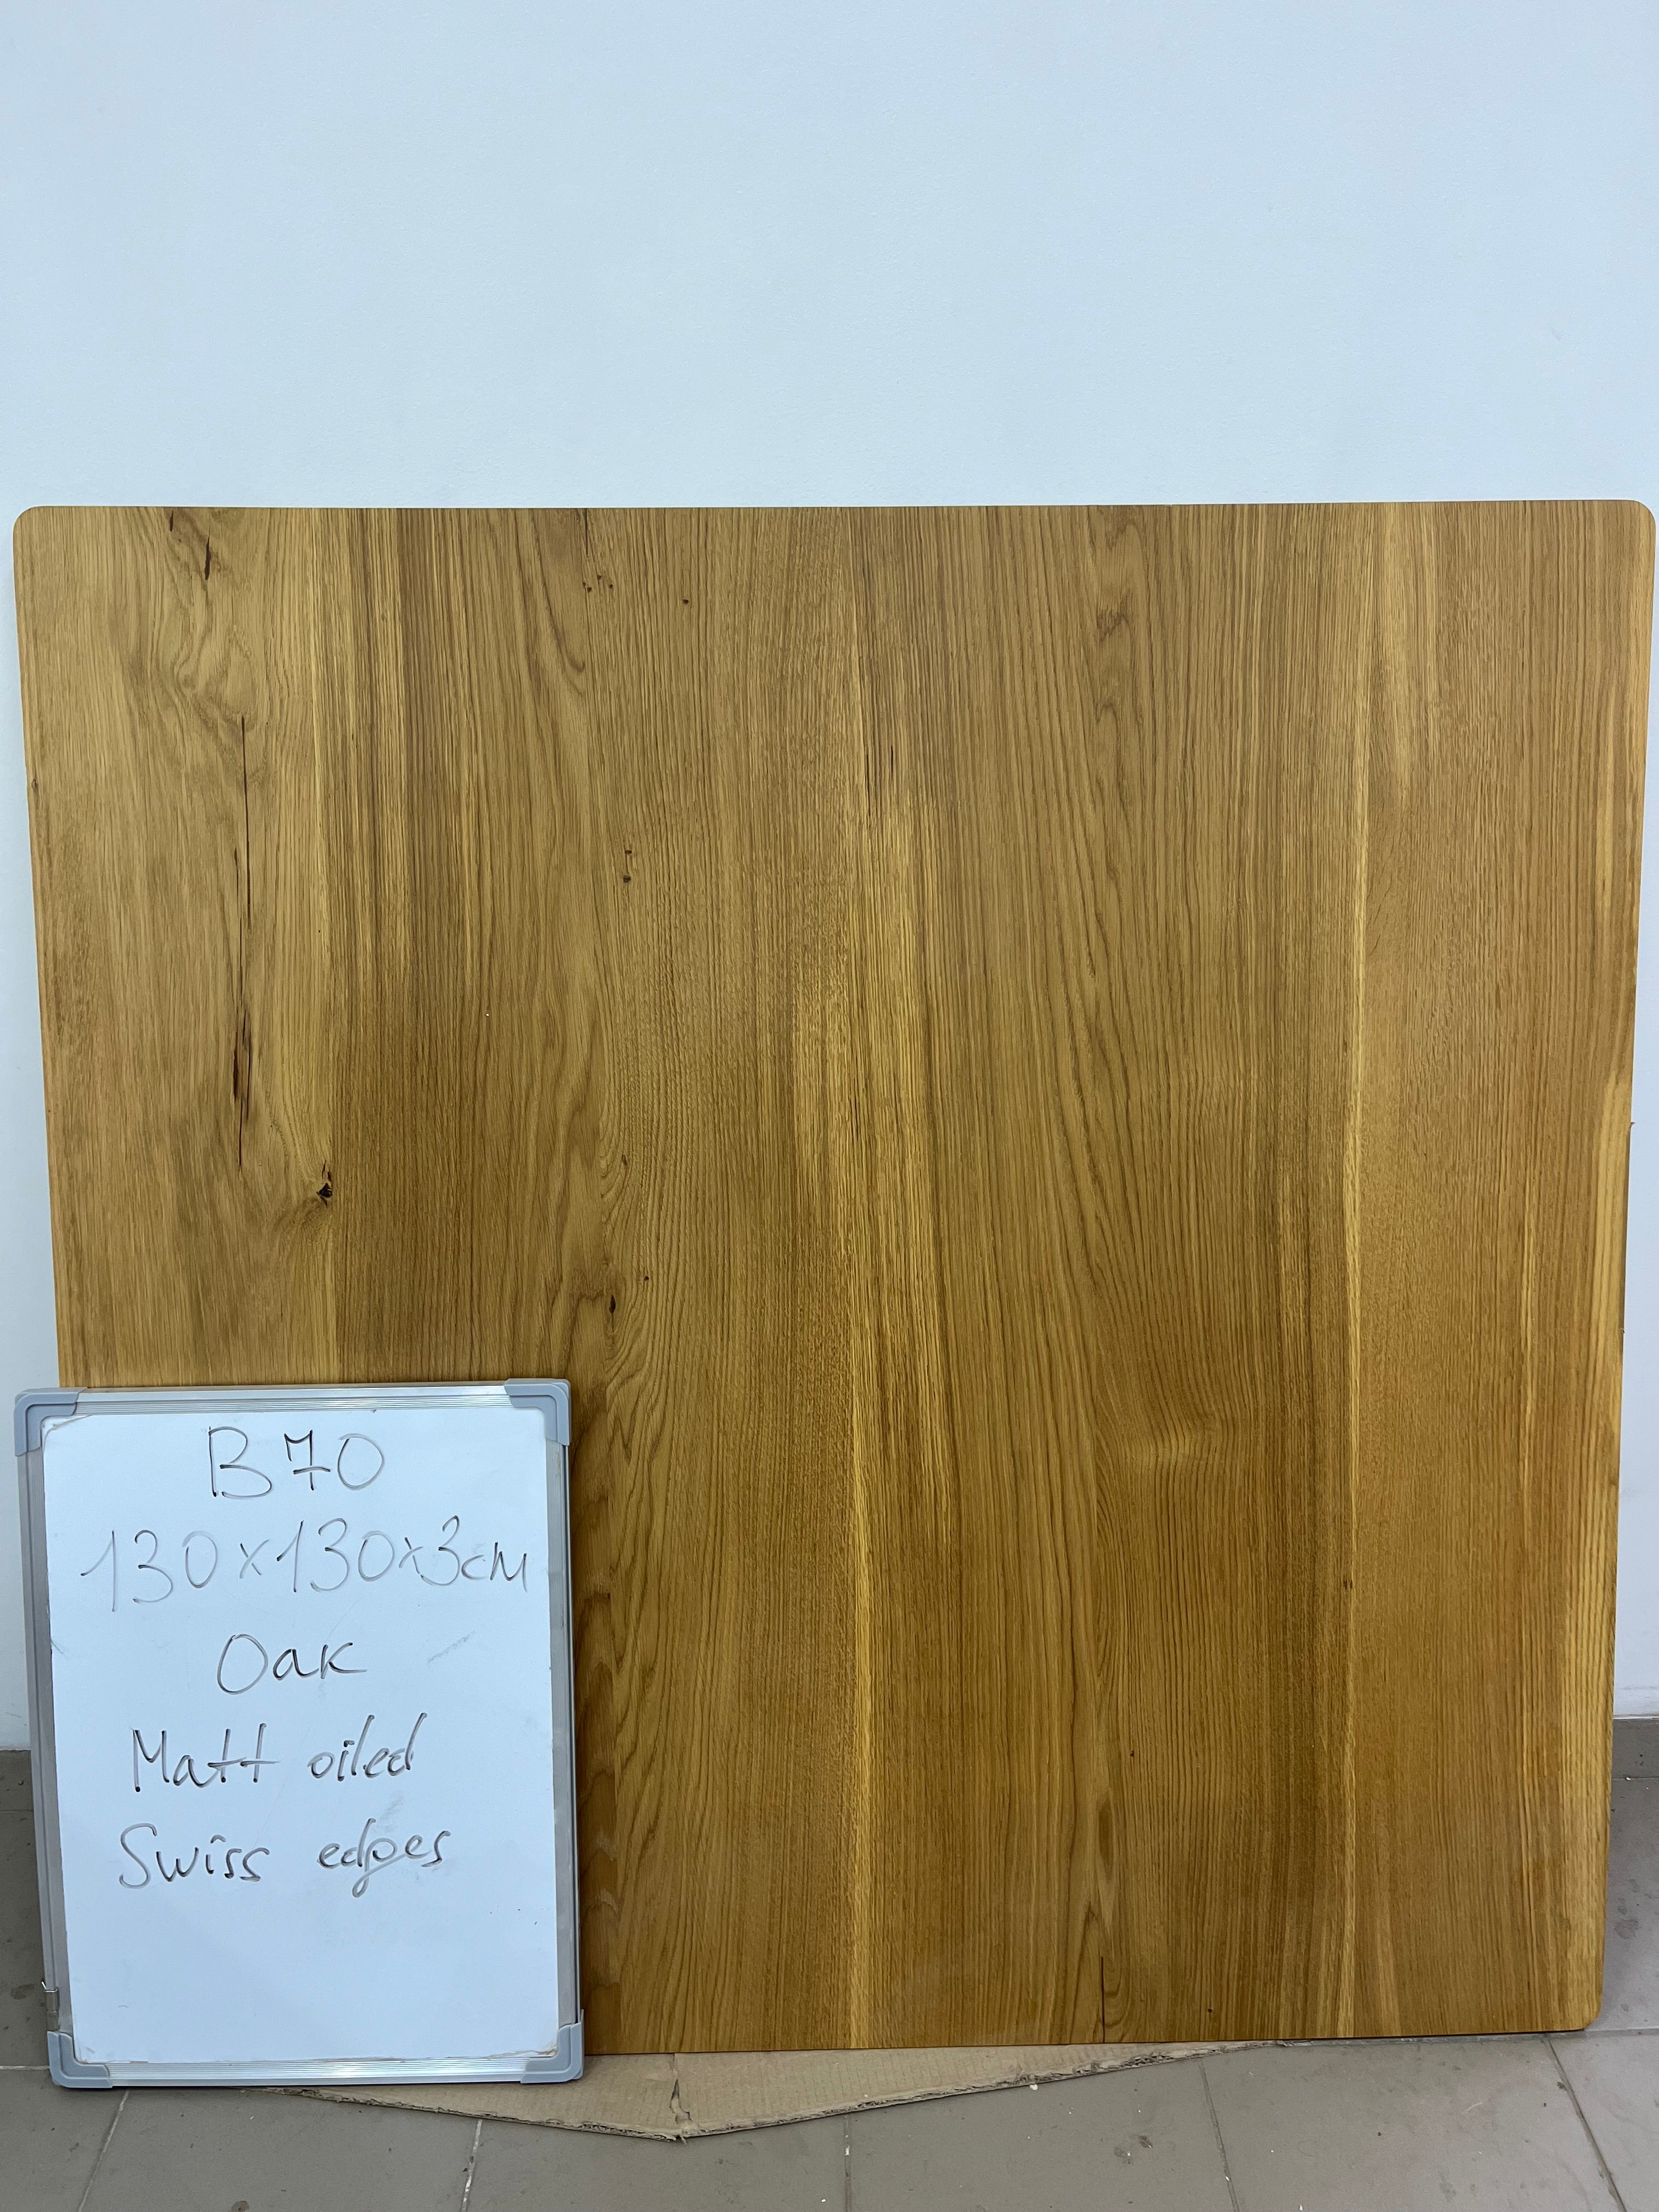 B70
130x130x3cm
Oak
Matt oiled
Swiss edges